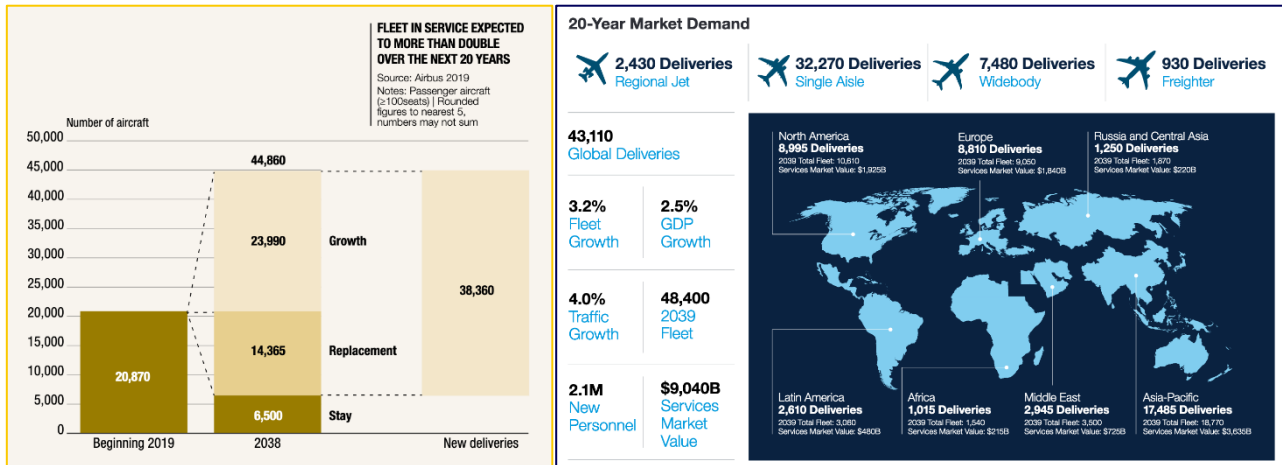 FLEET IN SERVICE EXPECTED
TO MORE THAN DOUBLE
OVER THE NEXT 20 YEARS
Source: Airbus 2019
Notes: Passenger aircraft
(≥100seats) | Rounded
figures to nearest 5,
numbers may not sum
Number of aircraft
50,000
45,000
40,000
35,000
30,000
25,000
20,000
15,000
10,000
5,000
0
44,860
23,990
Growth
38,360
14,365
Replacement
20,870
6,500
Stay
Beginning 2019
2038
New deliveries
20-Year Market Demand
2,430 Deliveries
Regional Jet
32,270 Deliveries
Single Aisle
7,480 Deliveries
Widebody
930 Deliveries
Freighter
43,110
Global Deliveries
3.2%
Fleet
Growth
2.5%
GDP
Growth
4.0%
Traffic
Growth
48,400
2039
Fleet
2.1M
New
Personnel
$9,040B
Services
Market
Value
North America
8,995 Deliveries
2039 Total Fleet: 10,610
Services Market Value: $1,925B
Europe
8,810 Deliveries
2039 Total Fleet: 9,050
Services Market Value: $1,840B
Russia and Central Asia
1,250 Deliveries
2039 Total Fleet: 1,870
Services Market Value: $220B
Latin America
2,610 Deliveries
2039 Total Fleet: 3,060
Services Market Value: $480B
Africa
1,015 Deliveries
2039 Total Fleet: 1,540
Services Market Value: $215B
Middle East
2,945 Deliveries
2039 Total Fleet: 3,500
Services Market Value: $725B
Asia-Pacific
17,485 Deliveries
2039 Total Fleet: 18,770
Services Market Value: $3,635B